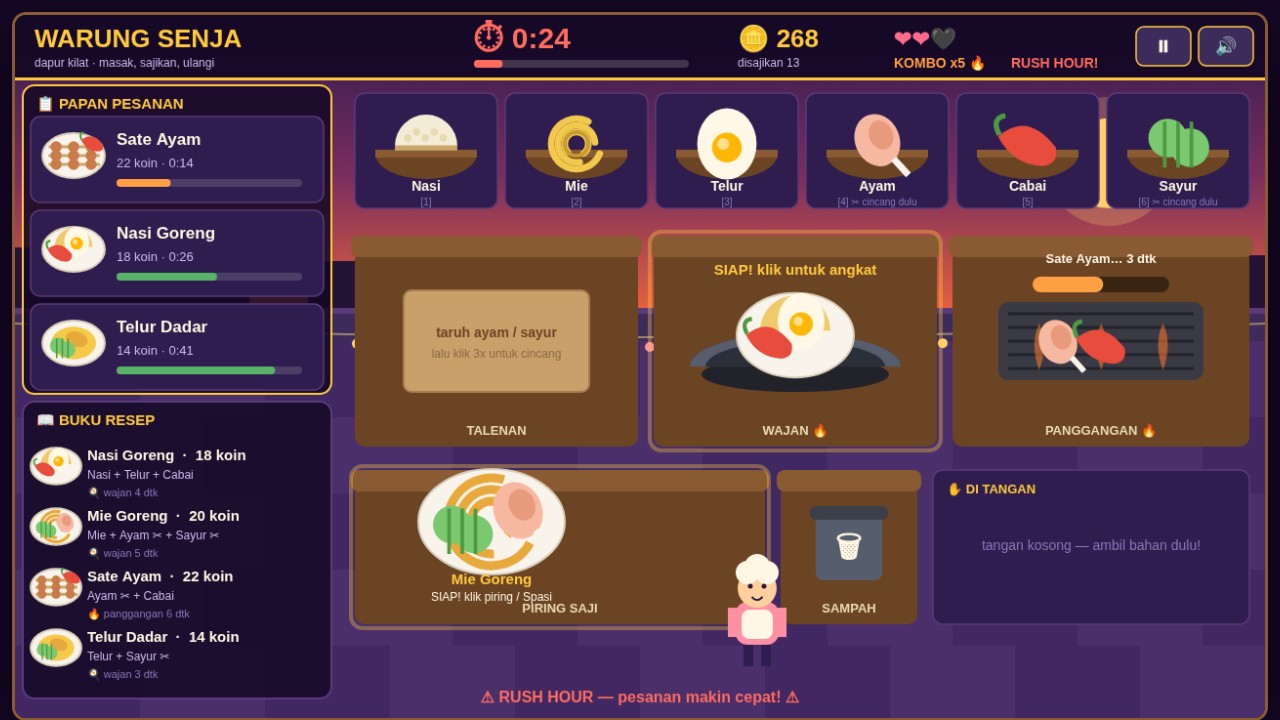 WARUNG SENJA
dapur kilat · masak, sajikan, ulangi
0:24
268
disajikan 13
KOMBO x5 🔥
RUSH HOUR!
📋 PAPAN PESANAN
Sate Ayam
22 koin · 0:14
Nasi Goreng
18 koin · 0:26
Telur Dadar
14 koin · 0:41
📖 BUKU RESEP
Nasi Goreng · 18 koin
Nasi + Telur + Cabai
🍳 wajan 4 dtk
Mie Goreng · 20 koin
Mie + Ayam ✂ + Sayur ✂
🍳 wajan 5 dtk
Sate Ayam · 22 koin
Ayam ✂ + Cabai
🔥 panggangan 6 dtk
Telur Dadar · 14 koin
Telur + Sayur ✂
🍳 wajan 3 dtk
Nasi
[1]
Mie
[2]
Telur
[3]
Ayam
[4] ✂ cincang dulu
Cabai
[5]
Sayur
[6] ✂ cincang dulu
taruh ayam / sayur
lalu klik 3x untuk cincang
TALENAN
SIAP! klik untuk angkat
WAJAN 🔥
Sate Ayam… 3 dtk
PANGGANGAN 🔥
Mie Goreng
SIAP! klik piring / Spasi
PIRING SAJI
SAMPAH
✋ DI TANGAN
tangan kosong — ambil bahan dulu!
⚠ RUSH HOUR — pesanan makin cepat! ⚠